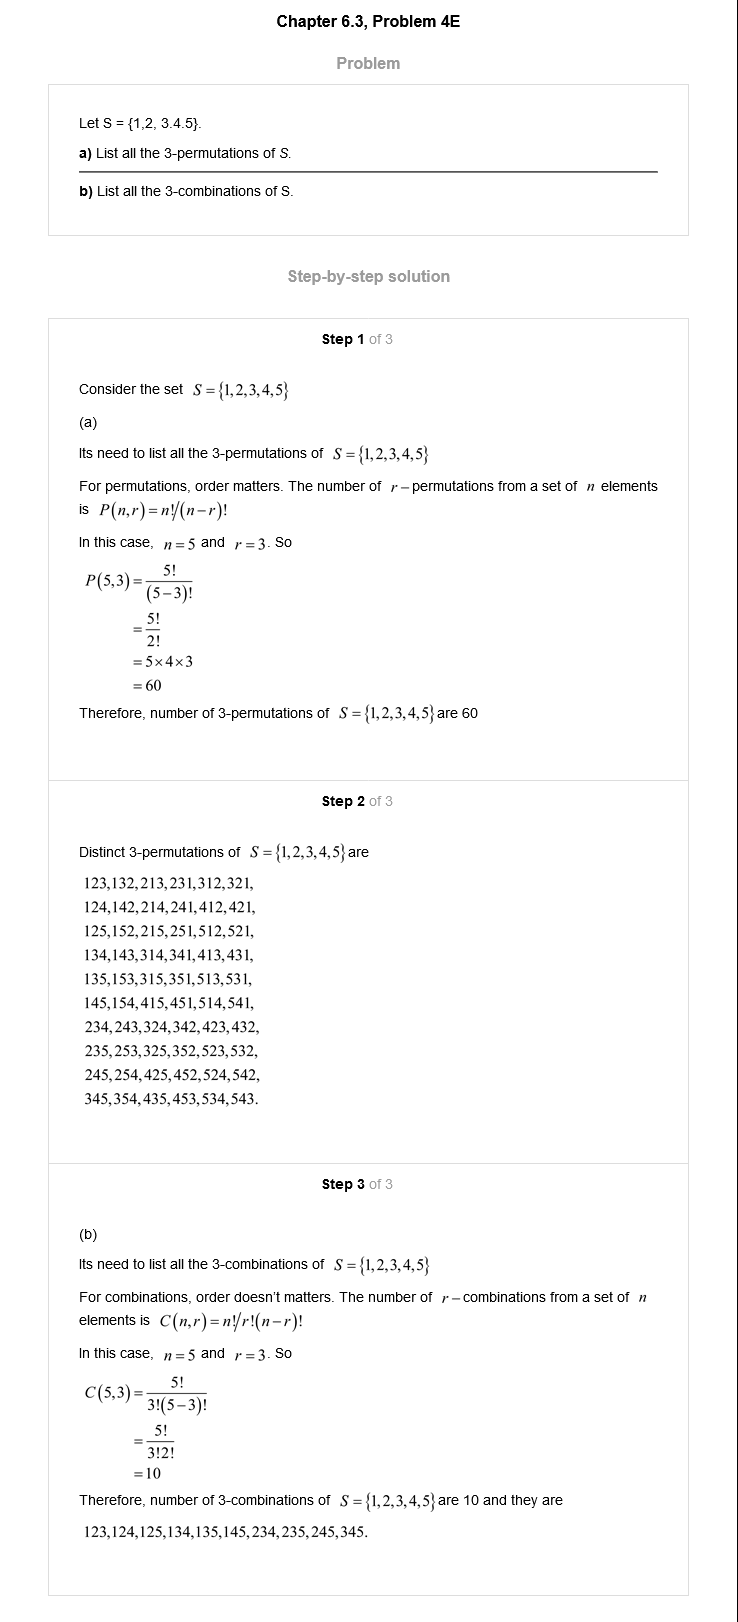 Chapter 6.3, Problem 4E
Problem
Let S = {1,2, 3.4.5}.
a) List all the 3-permutations of S.
b) List all the 3-combinations of S.
Step-by-step solution
Step 1 of 3
Consider the set S = {1,2,3,4,5}
(a)
Its need to list all the 3-permutations of S = {1,2,3,4,5}
For permutations, order matters. The number of r – permutations from a set of n elements
is P(n,r) = n!/(n−r)!
In this case, n = 5 and r = 3. So
P(5,3) = 5!/(5−3)!
= 5!/2!
= 5×4×3
= 60
Therefore, number of 3-permutations of S = {1,2,3,4,5} are 60
Step 2 of 3
Distinct 3-permutations of S = {1,2,3,4,5} are
123,132,213,231,312,321,
124,142,214,241,412,421,
125,152,215,251,512,521,
134,143,314,341,413,431,
135,153,315,351,513,531,
145,154,415,451,514,541,
234,243,324,342,423,432,
235,253,325,352,523,532,
245,254,425,452,524,542,
345,354,435,453,534,543.
Step 3 of 3
(b)
Its need to list all the 3-combinations of S = {1,2,3,4,5}
For combinations, order doesn't matters. The number of r – combinations from a set of n
elements is C(n,r) = n!/r!(n−r)!
In this case, n = 5 and r = 3. So
C(5,3) = 5!/3!(5−3)!
= 5!/3!2!
= 10
Therefore, number of 3-combinations of S = {1,2,3,4,5} are 10 and they are
123,124,125,134,135,145,234,235,245,345.